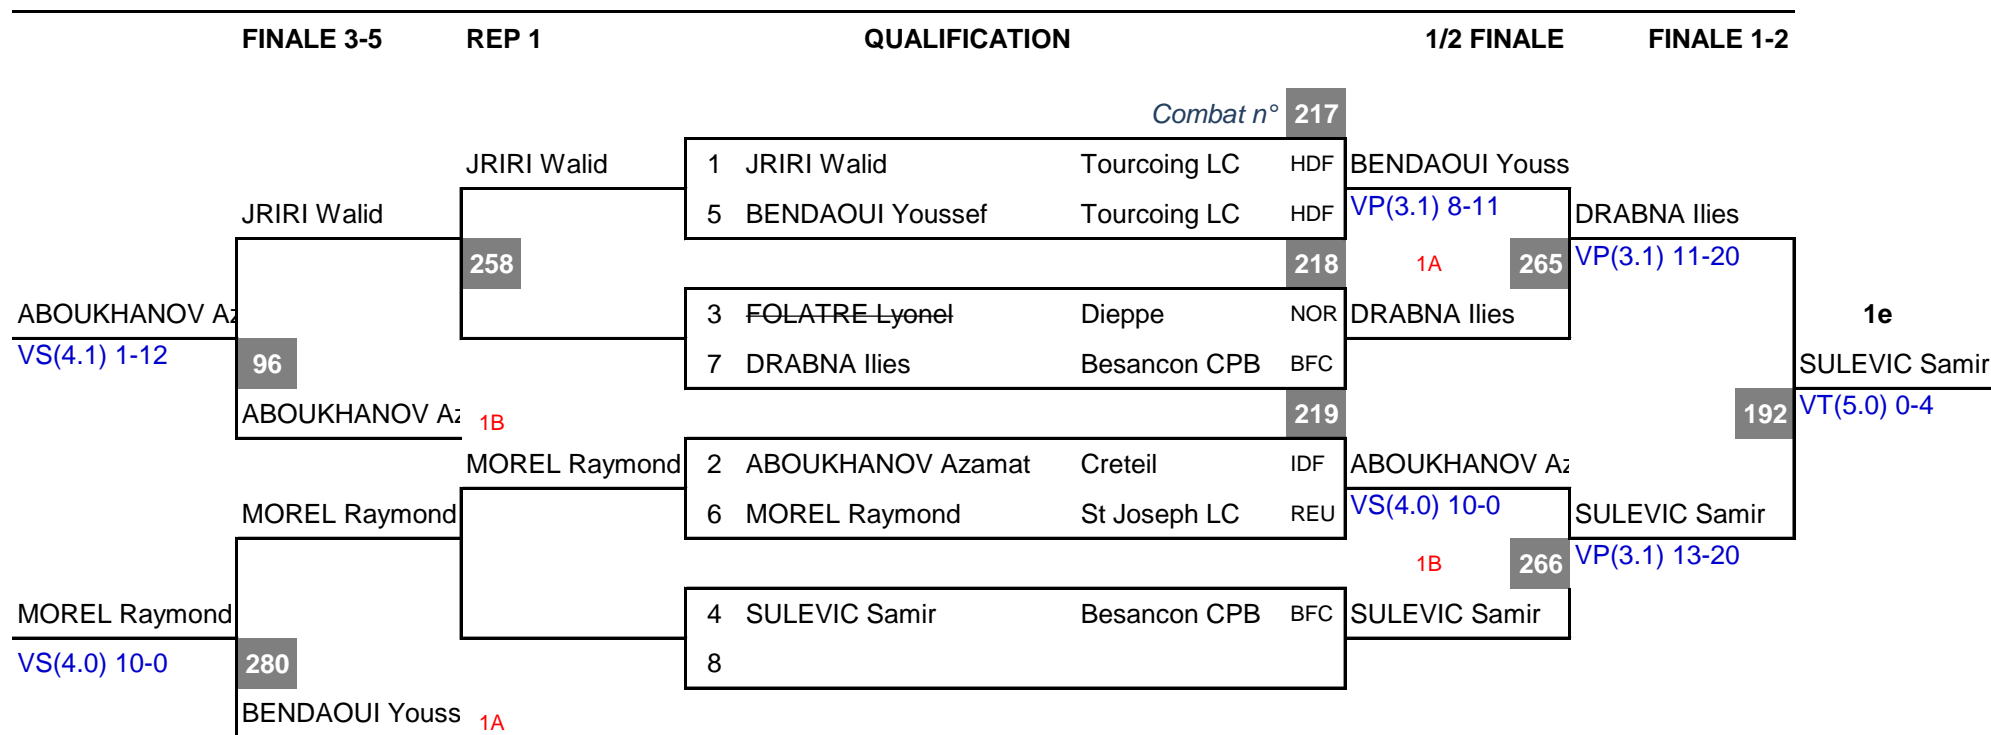 FINALE 3-5 REP 1 QUALIFICATION 1/2 FINALE FINALE 1-2
Combat n° 217
JRIRI Walid 1 JRIRI Walid Tourcoing LC HDF BENDAOUI Youss
JRIRI Walid 5 BENDAOUI Youssef Tourcoing LC HDF VP(3.1) 8-11 DRABNA Ilies
258 218 1A 265 VP(3.1) 11-20
ABOUKHANOV Az 3 FOLATRE Lyonel Dieppe NOR DRABNA Ilies 1e
VS(4.1) 1-12 96 7 DRABNA Ilies Besancon CPB BFC SULEVIC Samir
ABOUKHANOV Az 1B 219 192 VT(5.0) 0-4
MOREL Raymond 2 ABOUKHANOV Azamat Creteil IDF ABOUKHANOV Az
MOREL Raymond 6 MOREL Raymond St Joseph LC REU VS(4.0) 10-0 SULEVIC Samir
1B 266 VP(3.1) 13-20
MOREL Raymond 4 SULEVIC Samir Besancon CPB BFC SULEVIC Samir
VS(4.0) 10-0 280 8
BENDAOUI Youss 1A